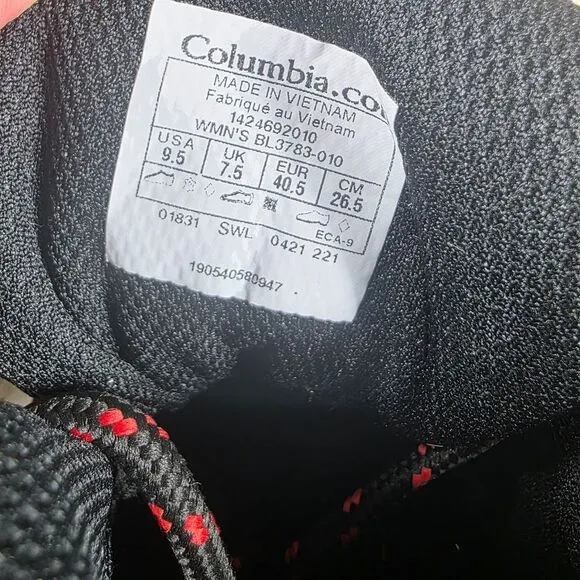 Columbia.co
MADE IN VIETNAM
Fabriqué au Vietnam
1424692010
WMN'S BL3783-010
USA UK EUR CM
9.5 7.5 40.5 26.5
ECA-9
01831 SWL 0421 221
190540580947